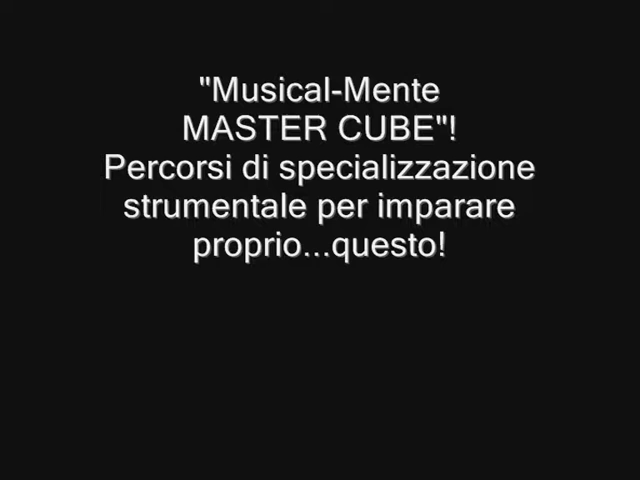 "Musical-Mente
MASTER CUBE"!
Percorsi di specializzazione
strumentale per imparare
proprio...questo!